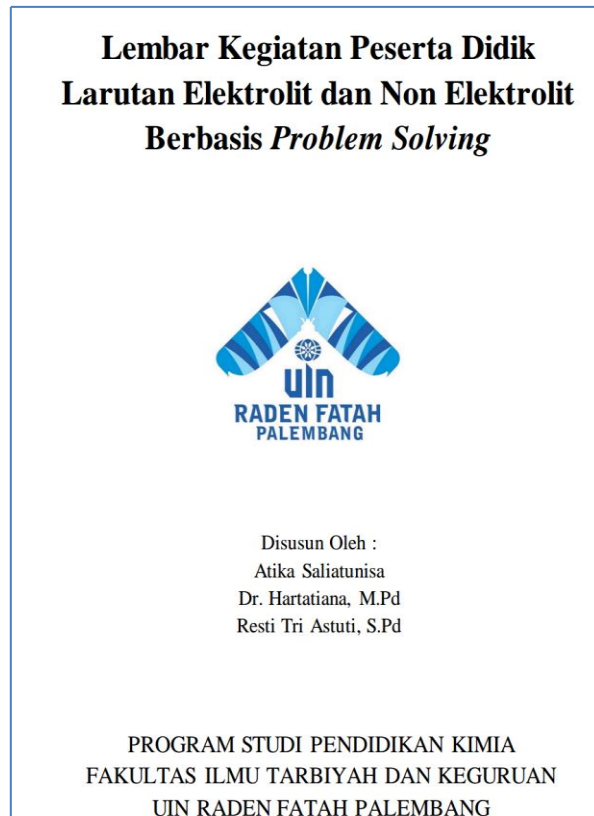 Lembar Kegiatan Peserta Didik
Larutan Elektrolit dan Non Elektrolit
Berbasis Problem Solving
uin
RADEN FATAH
PALEMBANG
Disusun Oleh :
Atika Saliatunisa
Dr. Hartatiana, M.Pd
Resti Tri Astuti, S.Pd
PROGRAM STUDI PENDIDIKAN KIMIA
FAKULTAS ILMU TARBIYAH DAN KEGURUAN
UIN RADEN FATAH PALEMBANG